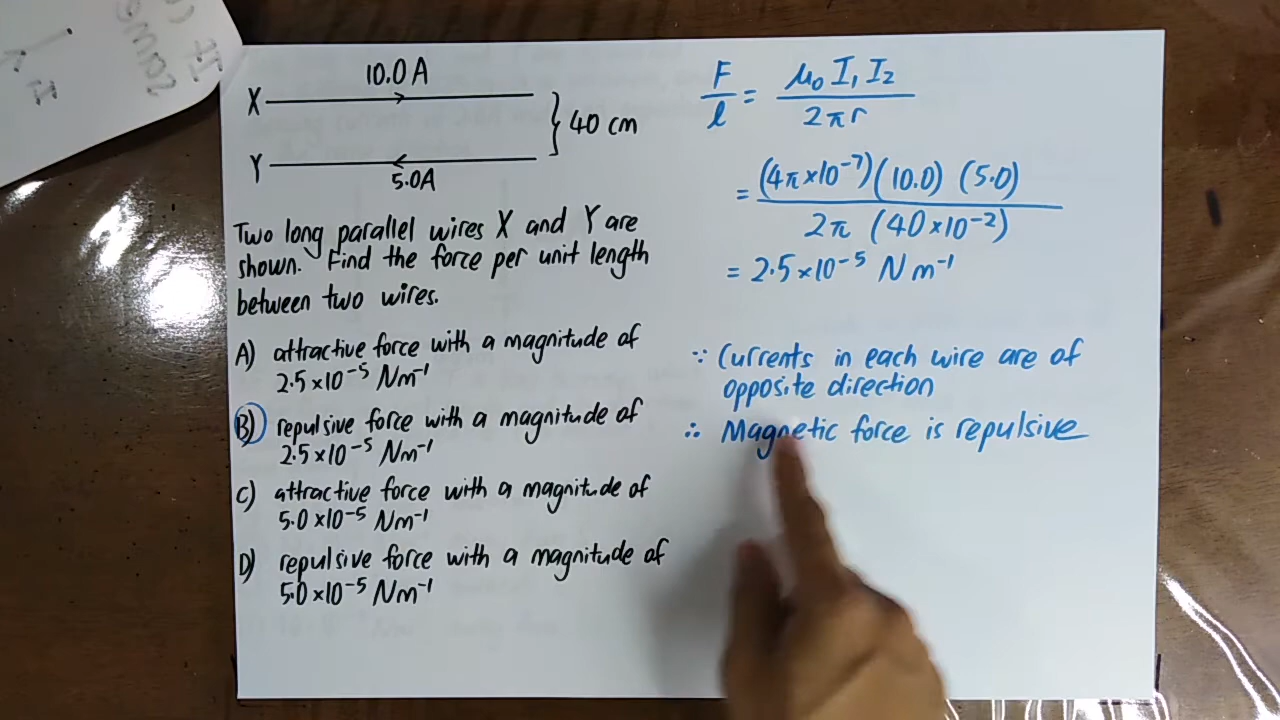 10.0 A
X
40 cm
Y
5.0A
Two long parallel wires X and Y are
shown. Find the force per unit length
between two wires.
A) attractive force with a magnitude of
2.5×10⁻⁵ Nm⁻¹
B) repulsive force with a magnitude of
2.5×10⁻⁵ Nm⁻¹
C) attractive force with a magnitude of
5.0×10⁻⁵ Nm⁻¹
D) repulsive force with a magnitude of
5.0×10⁻⁵ Nm⁻¹
F/l = μ₀ I₁ I₂ / 2πr
= (4π×10⁻⁷)(10.0) (5.0) / 2π (40×10⁻²)
= 2.5×10⁻⁵ N m⁻¹
∵ Currents in each wire are of
opposite direction
∴ Magnetic force is repulsive